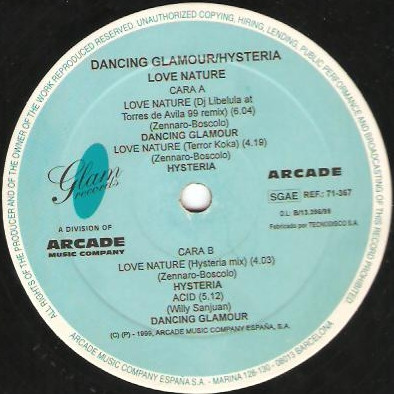 ALL RIGHTS OF THE PRODUCER AND OF THE OWNER OF THE WORK REPRODUCED RESERVED. UNAUTHORIZED COPYING, HIRING, LENDING, PUBLIC PERFORMANCE AND BROADCASTING OF THIS RECORD PROHIBITED
DANCING GLAMOUR/HYSTERIA
LOVE NATURE
CARA A
LOVE NATURE (Dj Libelula at
Torres de Avila 99 remix) (6.04)
(Zennaro-Boscolo)
DANCING GLAMOUR
LOVE NATURE (Terror Koka) (4.19)
(Zennaro-Boscolo)
HYSTERIA
Glam
records
A DIVISION OF
ARCADE
MUSIC COMPANY
ARCADE
SGAE REF.: 71-367
D.L: B/13.396/99
Fabricado por TECNODISCO S.A.
CARA B
LOVE NATURE (Hysteria mix) (4.03)
(Zennaro-Boscolo)
HYSTERIA
ACID (5.12)
(Willy Sanjuan)
DANCING GLAMOUR
(C) (P) - 1999, ARCADE MUSIC COMPANY ESPAÑA, S.A.
ARCADE MUSIC COMPANY ESPAÑA S.A. - MARINA 128-130 - 08013 BARCELONA